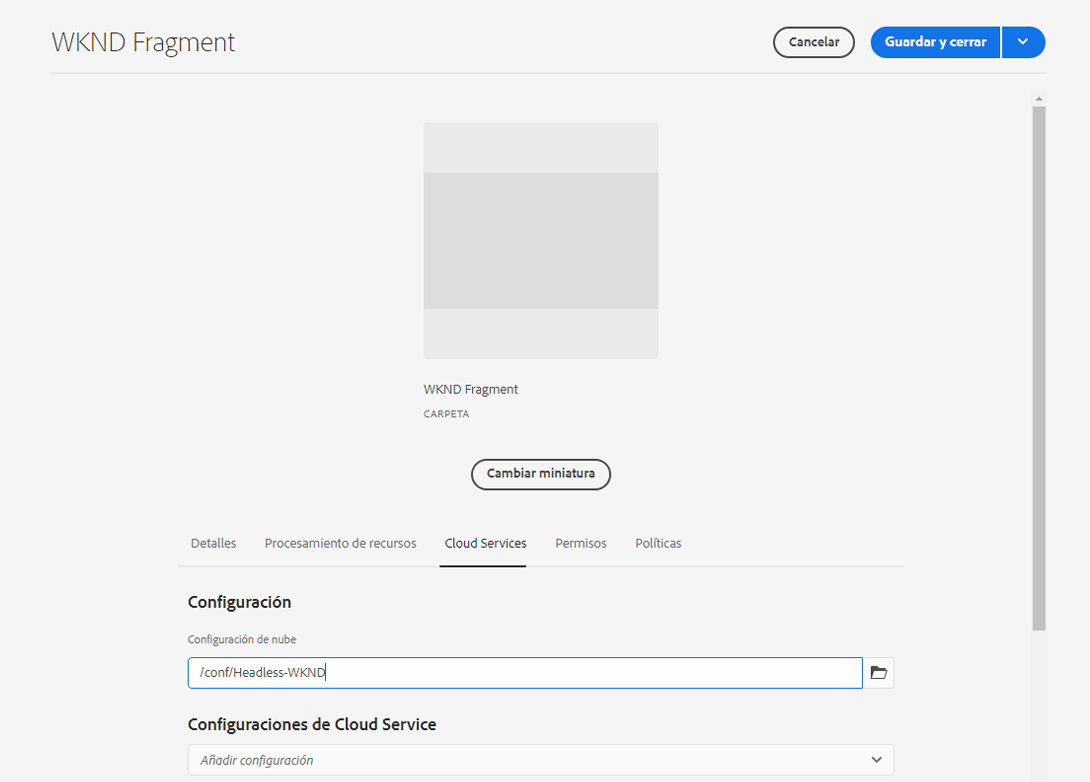 WKND Fragment
Cancelar
Guardar y cerrar
WKND Fragment
CARPETA
Cambiar miniatura
Detalles Procesamiento de recursos Cloud Services Permisos Políticas
Configuración
Configuración de nube
/conf/Headless-WKND
Configuraciones de Cloud Service
Añadir configuración